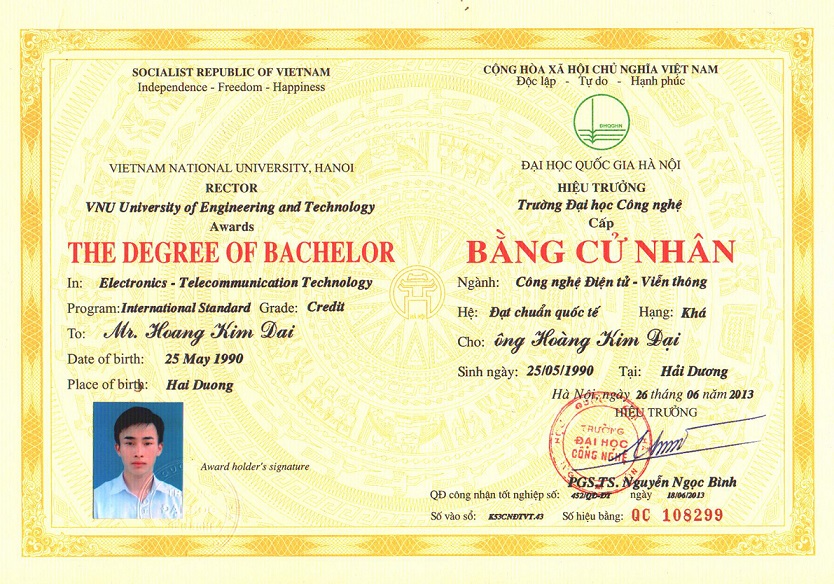 SOCIALIST REPUBLIC OF VIETNAM
Independence - Freedom - Happiness
VIETNAM NATIONAL UNIVERSITY, HANOI
RECTOR
VNU University of Engineering and Technology
Awards
THE DEGREE OF BACHELOR
In: Electronics - Telecommunication Technology
Program: International Standard Grade: Credit
To: Mr. Hoang Kim Dai
Date of birth: 25 May 1990
Place of birth: Hai Duong
Award holder's signature
CỘNG HÒA XÃ HỘI CHỦ NGHĨA VIỆT NAM
Độc lập - Tự do - Hạnh phúc
ĐHQGHN
ĐẠI HỌC QUỐC GIA HÀ NỘI
HIỆU TRƯỞNG
Trường Đại học Công nghệ
Cấp
BẰNG CỬ NHÂN
Ngành: Công nghệ Điện tử - Viễn thông
Hệ: Đạt chuẩn quốc tế Hạng: Khá
Cho: ông Hoàng Kim Đại
Sinh ngày: 25/05/1990 Tại: Hải Dương
Hà Nội, ngày 26 tháng 06 năm 2013
HIỆU TRƯỞNG
TRƯỜNG
ĐẠI HỌC
CÔNG NGHỆ
PGS.TS. Nguyễn Ngọc Bình
QĐ công nhận tốt nghiệp số: 452/QĐ-ĐT ngày 18/06/2013
Số vào sổ: K53CNĐTVT.43 Số hiệu bằng: QC 108299